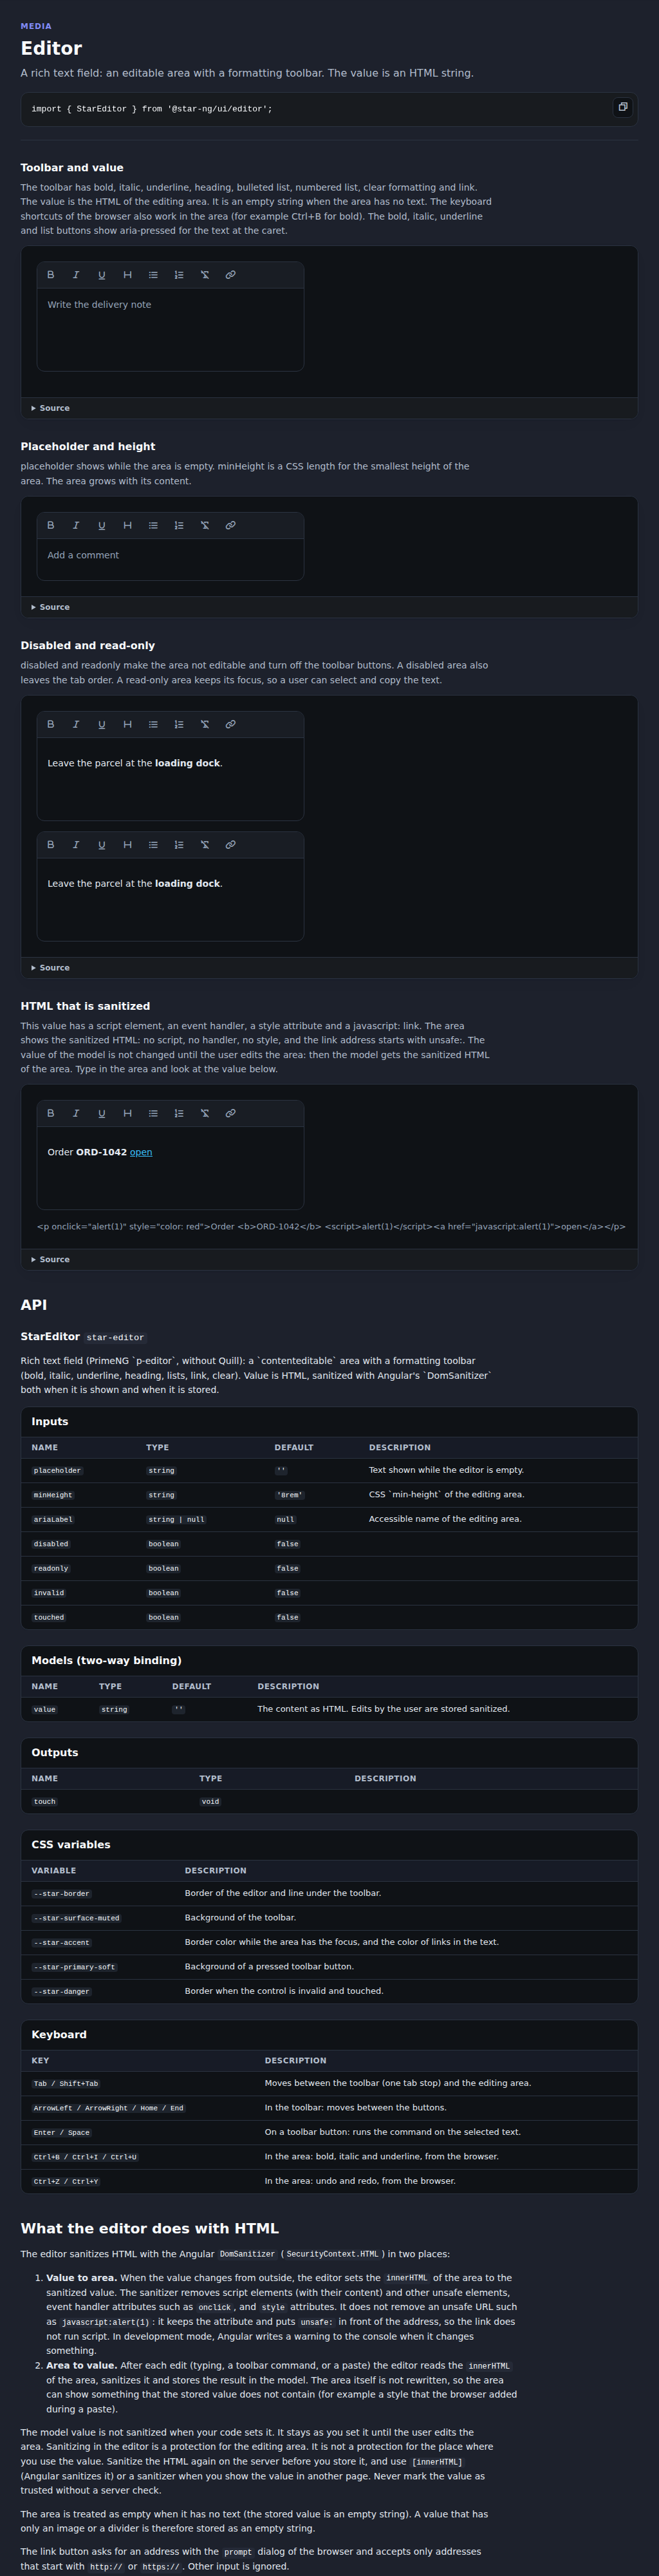 MEDIA
Editor
A rich text field: an editable area with a formatting toolbar. The value is an HTML string.
import { StarEditor } from '@star-ng/ui/editor';
Toolbar and value
The toolbar has bold, italic, underline, heading, bulleted list, numbered list, clear formatting and link.
The value is the HTML of the editing area. It is an empty string when the area has no text. The keyboard
shortcuts of the browser also work in the area (for example Ctrl+B for bold). The bold, italic, underline
and list buttons show aria-pressed for the text at the caret.
Write the delivery note
Source
Placeholder and height
placeholder shows while the area is empty. minHeight is a CSS length for the smallest height of the
area. The area grows with its content.
Add a comment
Source
Disabled and read-only
disabled and readonly make the area not editable and turn off the toolbar buttons. A disabled area also
leaves the tab order. A read-only area keeps its focus, so a user can select and copy the text.
Leave the parcel at the loading dock.
Leave the parcel at the loading dock.
Source
HTML that is sanitized
This value has a script element, an event handler, a style attribute and a javascript: link. The area
shows the sanitized HTML: no script, no handler, no style, and the link address starts with unsafe:. The
value of the model is not changed until the user edits the area: then the model gets the sanitized HTML
of the area. Type in the area and look at the value below.
Order ORD-1042 open
<p onclick="alert(1)" style="color: red">Order <b>ORD-1042</b> <script>alert(1)</script><a href="javascript:alert(1)">open</a></p>
Source
API
StarEditor star-editor
Rich text field (PrimeNG `p-editor`, without Quill): a `contenteditable` area with a formatting toolbar
(bold, italic, underline, heading, lists, link, clear). Value is HTML, sanitized with Angular's `DomSanitizer`
both when it is shown and when it is stored.
Inputs
NAME TYPE DEFAULT DESCRIPTION
placeholder string '' Text shown while the editor is empty.
minHeight string '8rem' CSS `min-height` of the editing area.
ariaLabel string | null null Accessible name of the editing area.
disabled boolean false
readonly boolean false
invalid boolean false
touched boolean false
Models (two-way binding)
NAME TYPE DEFAULT DESCRIPTION
value string '' The content as HTML. Edits by the user are stored sanitized.
Outputs
NAME TYPE DESCRIPTION
touch void
CSS variables
VARIABLE DESCRIPTION
--star-border Border of the editor and line under the toolbar.
--star-surface-muted Background of the toolbar.
--star-accent Border color while the area has the focus, and the color of links in the text.
--star-primary-soft Background of a pressed toolbar button.
--star-danger Border when the control is invalid and touched.
Keyboard
KEY DESCRIPTION
Tab / Shift+Tab Moves between the toolbar (one tab stop) and the editing area.
ArrowLeft / ArrowRight / Home / End In the toolbar: moves between the buttons.
Enter / Space On a toolbar button: runs the command on the selected text.
Ctrl+B / Ctrl+I / Ctrl+U In the area: bold, italic and underline, from the browser.
Ctrl+Z / Ctrl+Y In the area: undo and redo, from the browser.
What the editor does with HTML
The editor sanitizes HTML with the Angular DomSanitizer (SecurityContext.HTML) in two places:
1. Value to area. When the value changes from outside, the editor sets the innerHTML of the area to the
sanitized value. The sanitizer removes script elements (with their content) and other unsafe elements,
event handler attributes such as onclick, and style attributes. It does not remove an unsafe URL such
as javascript:alert(1): it keeps the attribute and puts unsafe: in front of the address, so the link does
not run script. In development mode, Angular writes a warning to the console when it changes
something.
2. Area to value. After each edit (typing, a toolbar command, or a paste) the editor reads the innerHTML
of the area, sanitizes it and stores the result in the model. The area itself is not rewritten, so the area
can show something that the stored value does not contain (for example a style that the browser added
during a paste).
The model value is not sanitized when your code sets it. It stays as you set it until the user edits the
area. Sanitizing in the editor is a protection for the editing area. It is not a protection for the place where
you use the value. Sanitize the HTML again on the server before you store it, and use [innerHTML]
(Angular sanitizes it) or a sanitizer when you show the value in another page. Never mark the value as
trusted without a server check.
The area is treated as empty when it has no text (the stored value is an empty string). A value that has
only an image or a divider is therefore stored as an empty string.
The link button asks for an address with the prompt dialog of the browser and accepts only addresses
that start with http:// or https://. Other input is ignored.